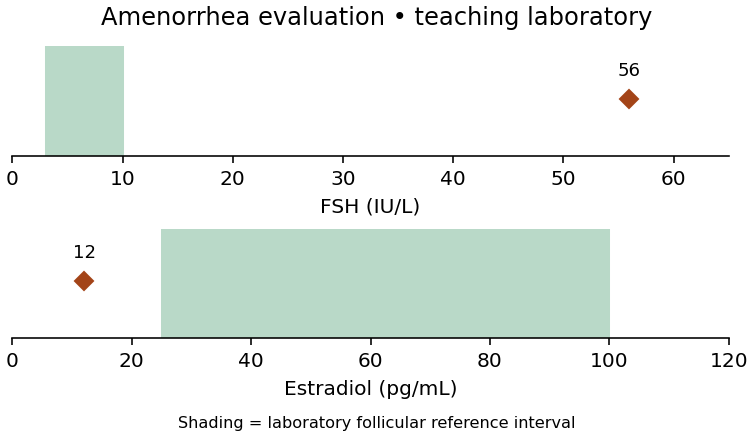 Amenorrhea evaluation • teaching laboratory
56
0 10 20 30 40 50 60
FSH (IU/L)
12
0 20 40 60 80 100 120
Estradiol (pg/mL)
Shading = laboratory follicular reference interval